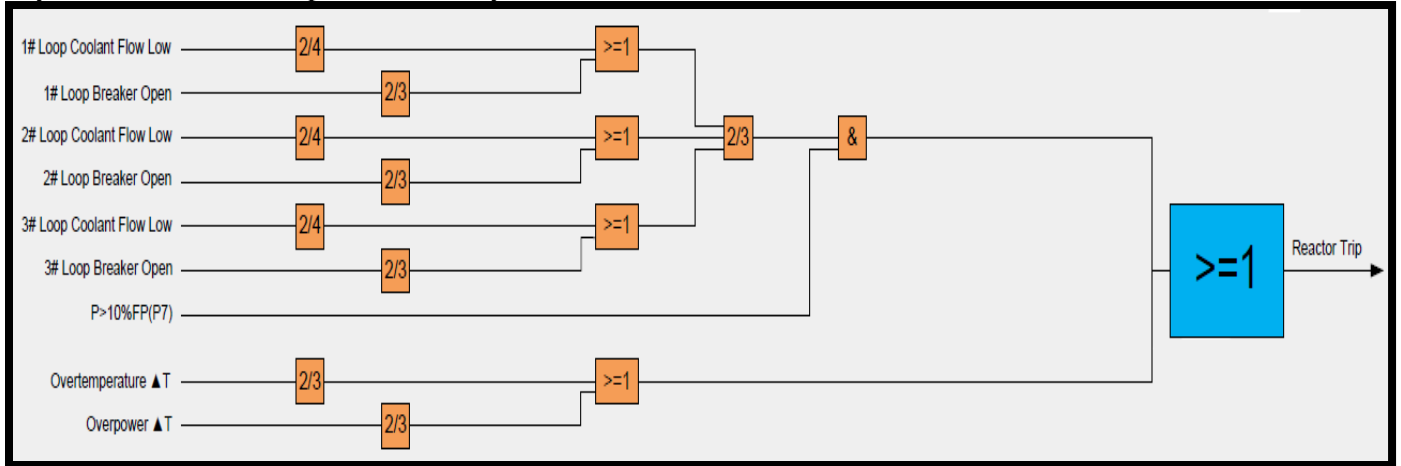 1# Loop Coolant Flow Low 2/4 >=1
1# Loop Breaker Open 2/3
2# Loop Coolant Flow Low 2/4 >=1 2/3 &
2# Loop Breaker Open 2/3
3# Loop Coolant Flow Low 2/4 >=1
3# Loop Breaker Open 2/3
>=1 Reactor Trip
P>10%FP(P7)
Overtemperature ▲T 2/3 >=1
Overpower ▲T 2/3